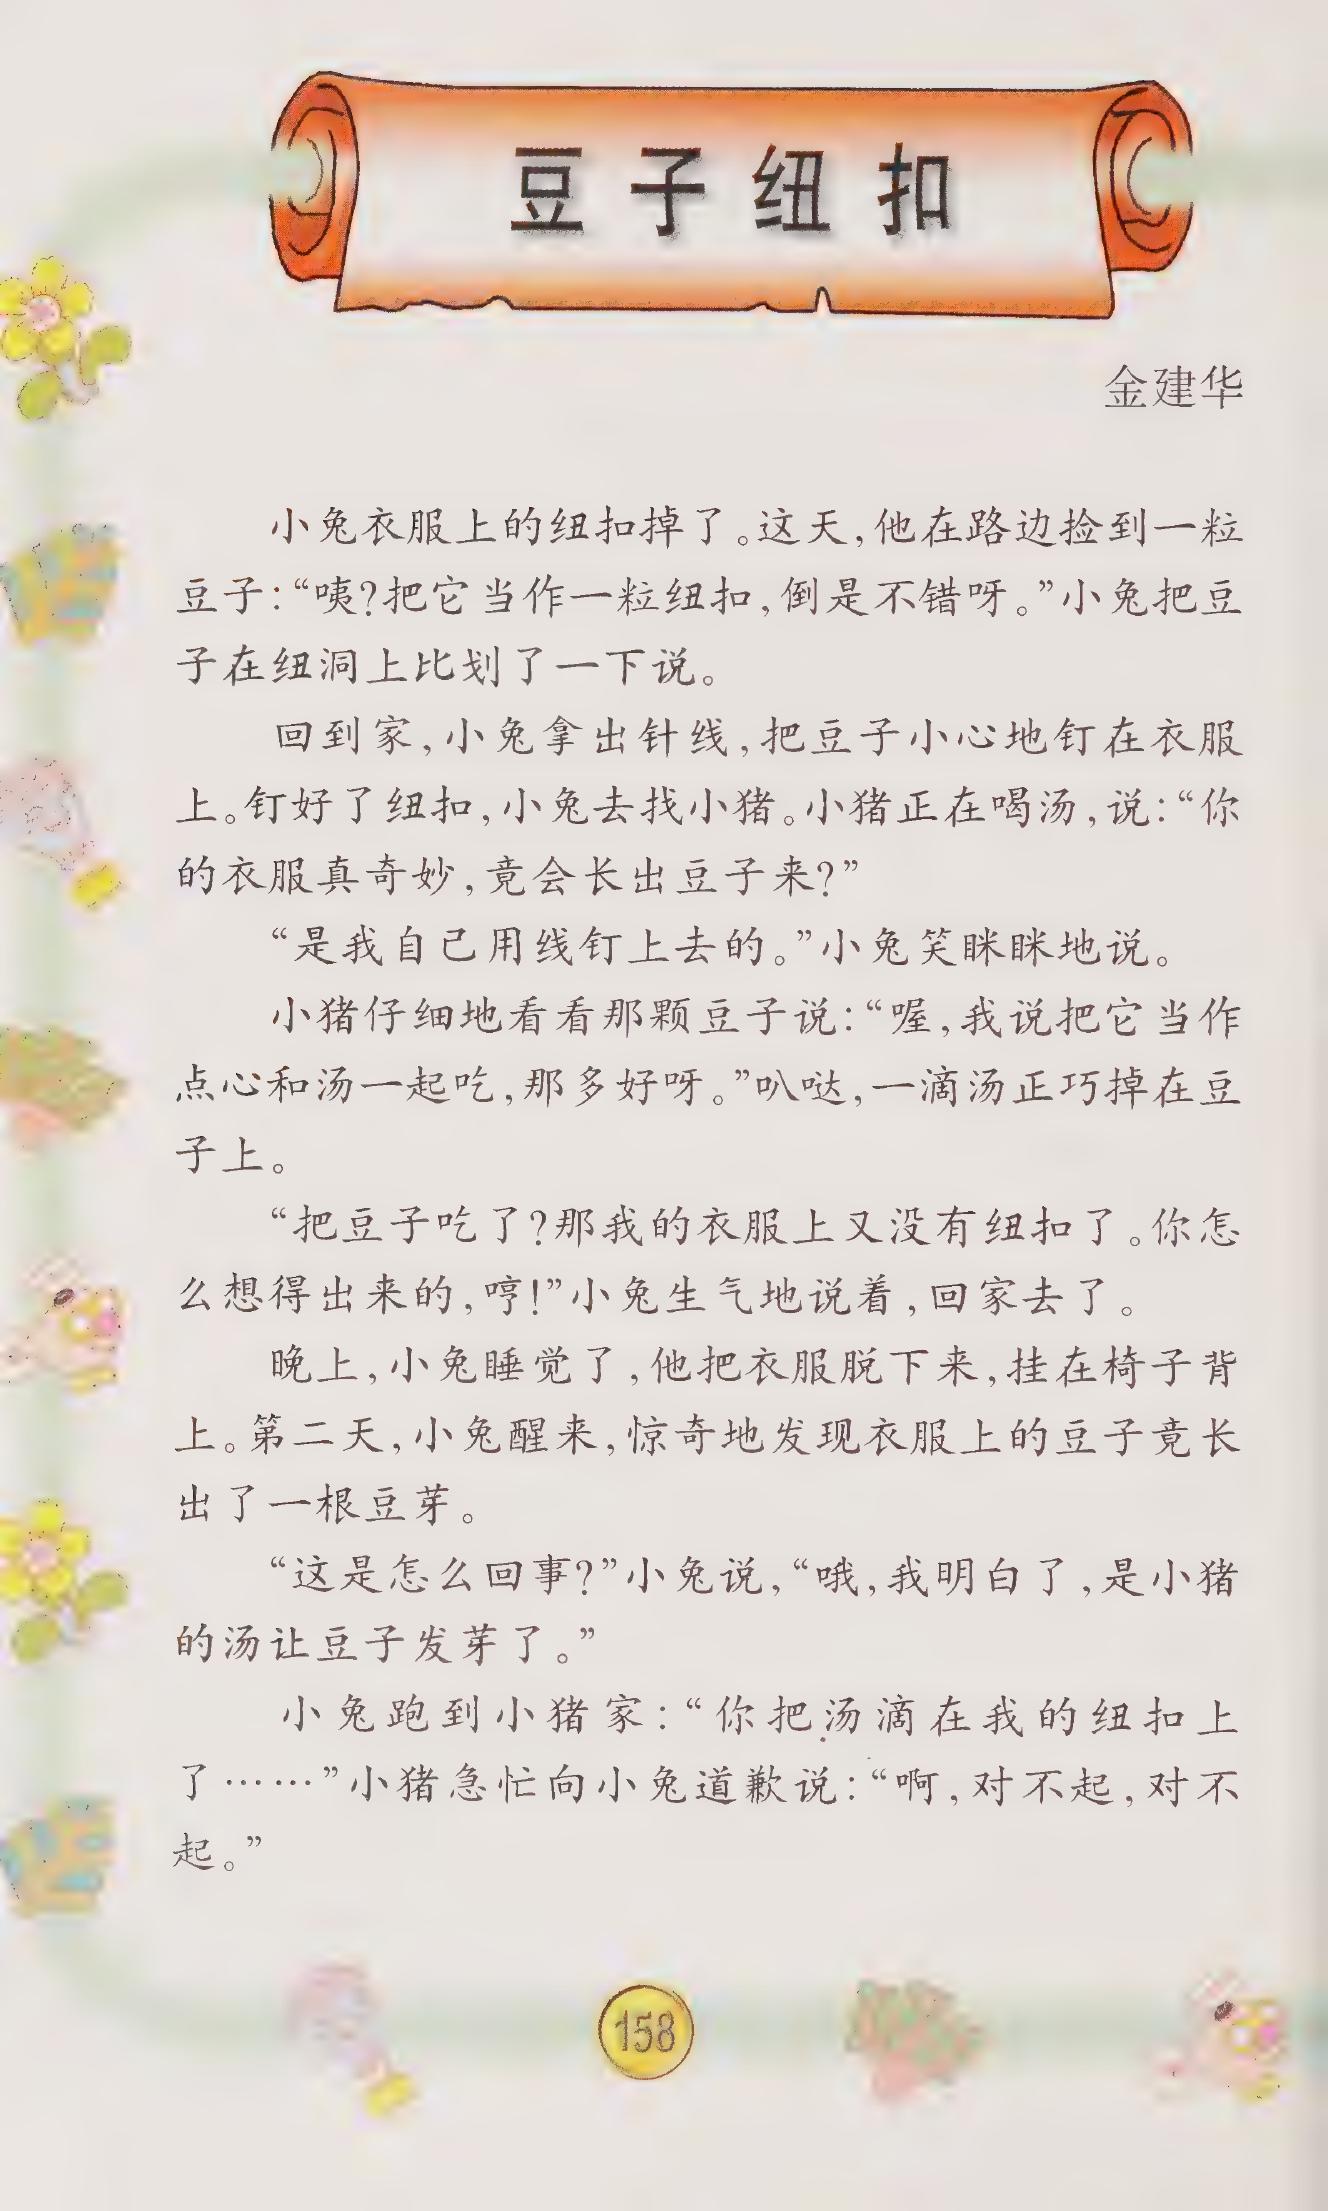 豆子纽扣
金建华
小兔衣服上的纽扣掉了。这天,他在路边捡到一粒
豆子:“咦?把它当作一粒纽扣,倒是不错呀。”小兔把豆
子在纽洞上比划了一下说。
回到家,小兔拿出针线,把豆子小心地钉在衣服
上。钉好了纽扣,小兔去找小猪。小猪正在喝汤,说:“你
的衣服真奇妙,竟会长出豆子来?”
“是我自己用线钉上去的。”小兔笑眯眯地说。
小猪仔细地看看那颗豆子说:“喔,我说把它当作
点心和汤一起吃,那多好呀。”叭哒,一滴汤正巧掉在豆
子上。
“把豆子吃了?那我的衣服上又没有纽扣了。你怎
么想得出来的,哼!”小兔生气地说着,回家去了。
晚上,小兔睡觉了,他把衣服脱下来,挂在椅子背
上。第二天,小兔醒来,惊奇地发现衣服上的豆子竟长
出了一根豆芽。
“这是怎么回事?”小兔说,“哦,我明白了,是小猪
的汤让豆子发芽了。”
小兔跑到小猪家:“你把汤滴在我的纽扣上
了……”小猪急忙向小兔道歉说:“啊,对不起,对不
起。”
158